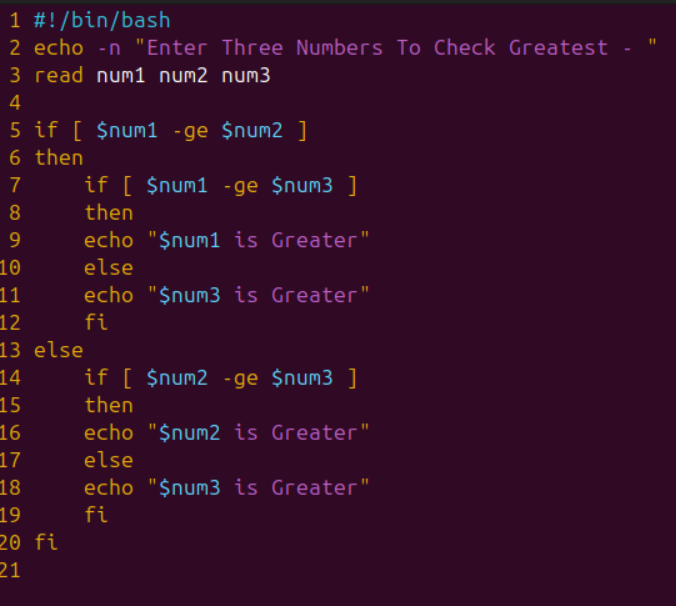 1 #!/bin/bash
2 echo -n "Enter Three Numbers To Check Greatest - "
3 read num1 num2 num3
4
5 if [ $num1 -ge $num2 ]
6 then
7     if [ $num1 -ge $num3 ]
8     then
9     echo "$num1 is Greater"
10     else
11     echo "$num3 is Greater"
12     fi
13 else
14     if [ $num2 -ge $num3 ]
15     then
16     echo "$num2 is Greater"
17     else
18     echo "$num3 is Greater"
19     fi
20 fi
21